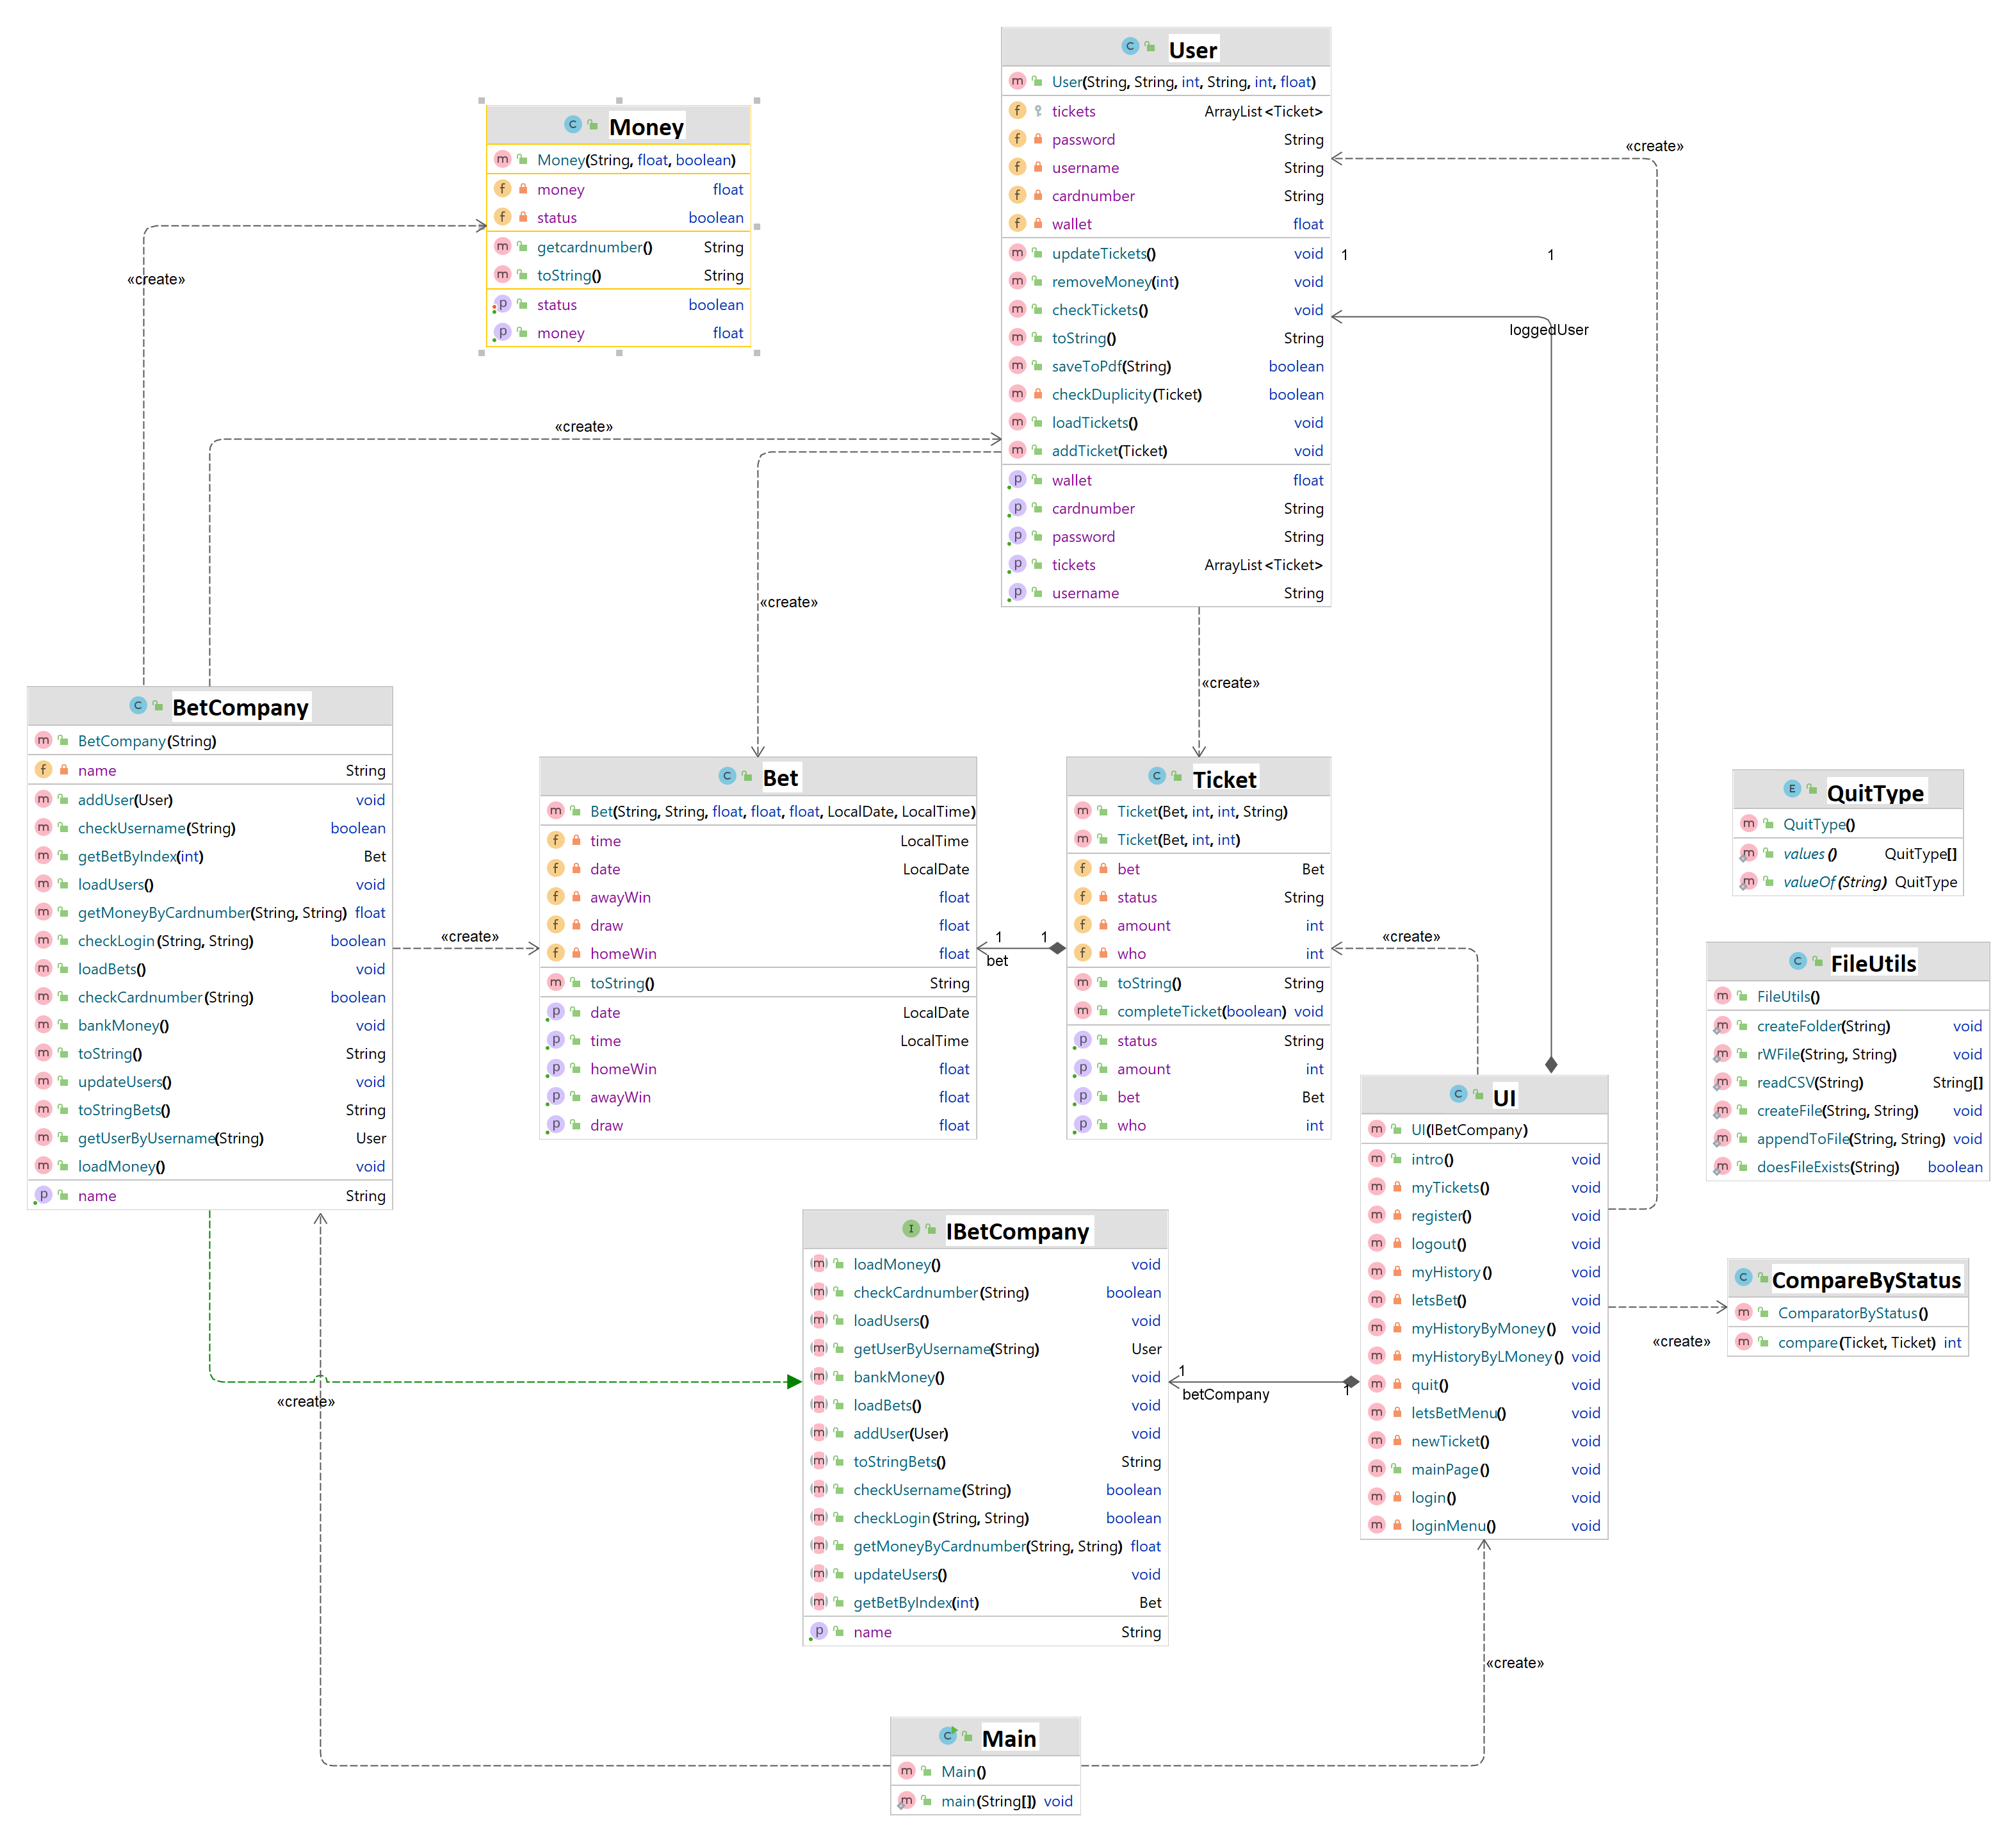 User
User(String, String, int, String, int, float)
tickets ArrayList<Ticket>
password String
username String
cardnumber String
wallet float
updateTickets() void
removeMoney(int) void
checkTickets() void
toString() String
saveToPdf(String) boolean
checkDuplicity(Ticket) boolean
loadTickets() void
addTicket(Ticket) void
wallet float
cardnumber String
password String
tickets ArrayList<Ticket>
username String
Money
Money(String, float, boolean)
money float
status boolean
getcardnumber() String
toString() String
status boolean
money float
«create»
«create»
«create»
1
1
loggedUser
«create»
«create»
BetCompany
BetCompany(String)
name String
addUser(User) void
checkUsername(String) boolean
getBetByIndex(int) Bet
loadUsers() void
getMoneyByCardnumber(String, String) float
checkLogin(String, String) boolean
loadBets() void
checkCardnumber(String) boolean
bankMoney() void
toString() String
updateUsers() void
toStringBets() String
getUserByUsername(String) User
loadMoney() void
name String
«create»
Bet
Bet(String, String, float, float, float, LocalDate, LocalTime)
time LocalTime
date LocalDate
awayWin float
draw float
homeWin float
toString() String
date LocalDate
time LocalTime
homeWin float
awayWin float
draw float
1
1
bet
Ticket
Ticket(Bet, int, int, String)
Ticket(Bet, int, int)
bet Bet
status String
amount int
who int
toString() String
completeTicket(boolean) void
status String
amount int
bet Bet
who int
«create»
QuitType
QuitType()
values() QuitType[]
valueOf(String) QuitType
FileUtils
FileUtils()
createFolder(String) void
rWFile(String, String) void
readCSV(String) String[]
createFile(String, String) void
appendToFile(String, String) void
doesFileExists(String) boolean
UI
UI(IBetCompany)
intro() void
myTickets() void
register() void
logout() void
myHistory() void
letsBet() void
myHistoryByMoney() void
myHistoryByLMoney() void
quit() void
letsBetMenu() void
newTicket() void
mainPage() void
login() void
loginMenu() void
CompareByStatus
ComparatorByStatus()
compare(Ticket, Ticket) int
«create»
IBetCompany
loadMoney() void
checkCardnumber(String) boolean
loadUsers() void
getUserByUsername(String) User
bankMoney() void
loadBets() void
addUser(User) void
toStringBets() String
checkUsername(String) boolean
checkLogin(String, String) boolean
getMoneyByCardnumber(String, String) float
updateUsers() void
getBetByIndex(int) Bet
name String
1
1
betCompany
«create»
«create»
Main
Main()
main(String[]) void